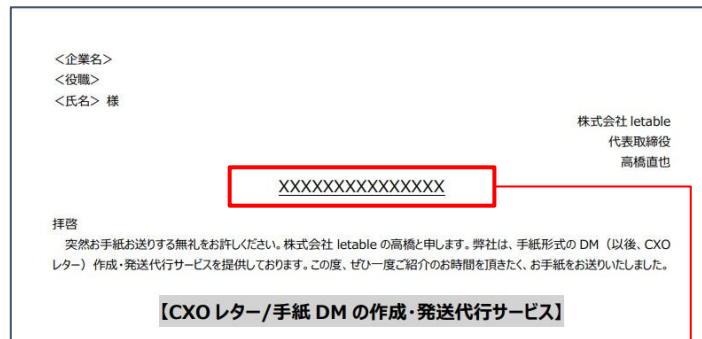 <企業名>
<役職>
<氏名> 様
株式会社 letable
代表取締役
高橋直也
XXXXXXXXXXXXXXX
拝啓
突然お手紙お送りする無礼をお許しください。株式会社 letable の高橋と申します。弊社は、手紙形式の DM（以後、CXO
レター）作成・発送代行サービスを提供しております。この度、ぜひ一度ご紹介のお時間を頂きたく、お手紙をお送りいたしました。
【CXO レター/手紙 DM の作成・発送代行サービス】